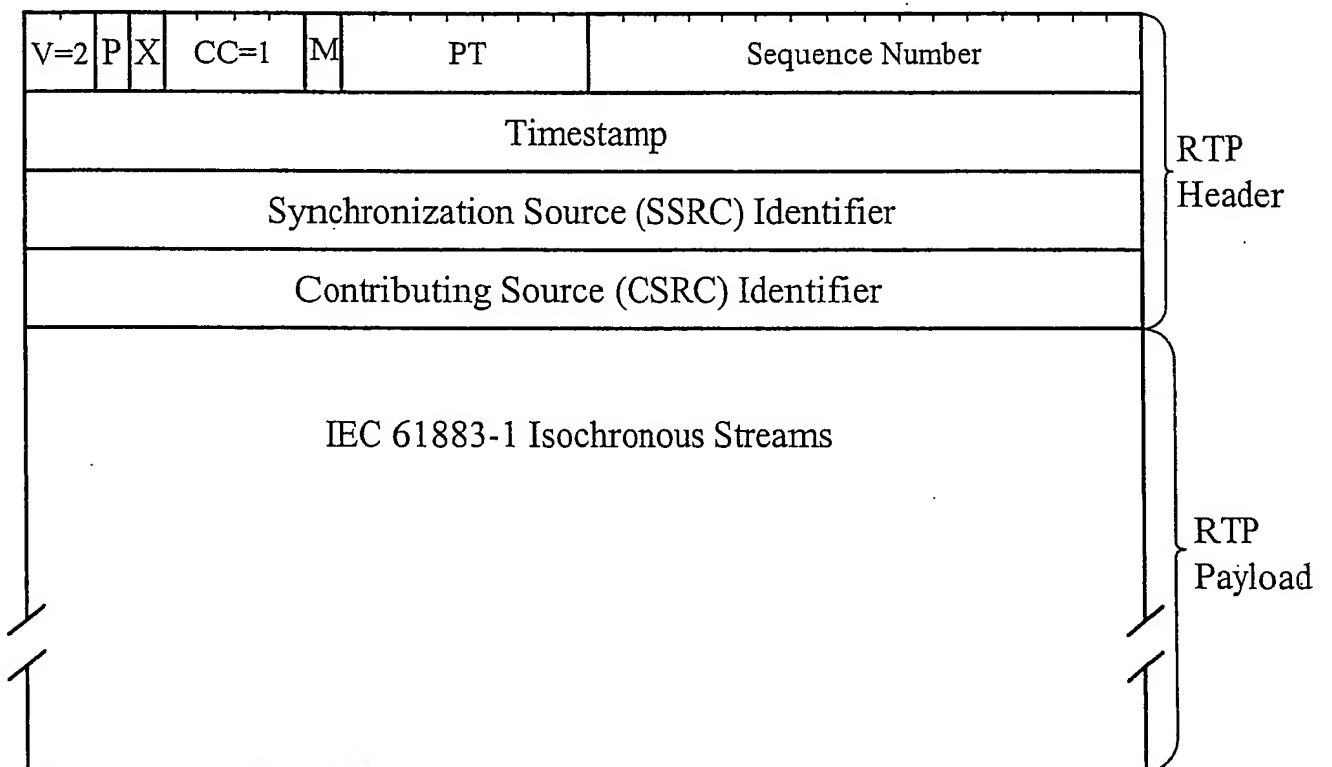 V=2 P X CC=1 M PT Sequence Number
Timestamp
RTP
Header
Synchronization Source (SSRC) Identifier
Contributing Source (CSRC) Identifier
IEC 61883-1 Isochronous Streams
RTP
Payload